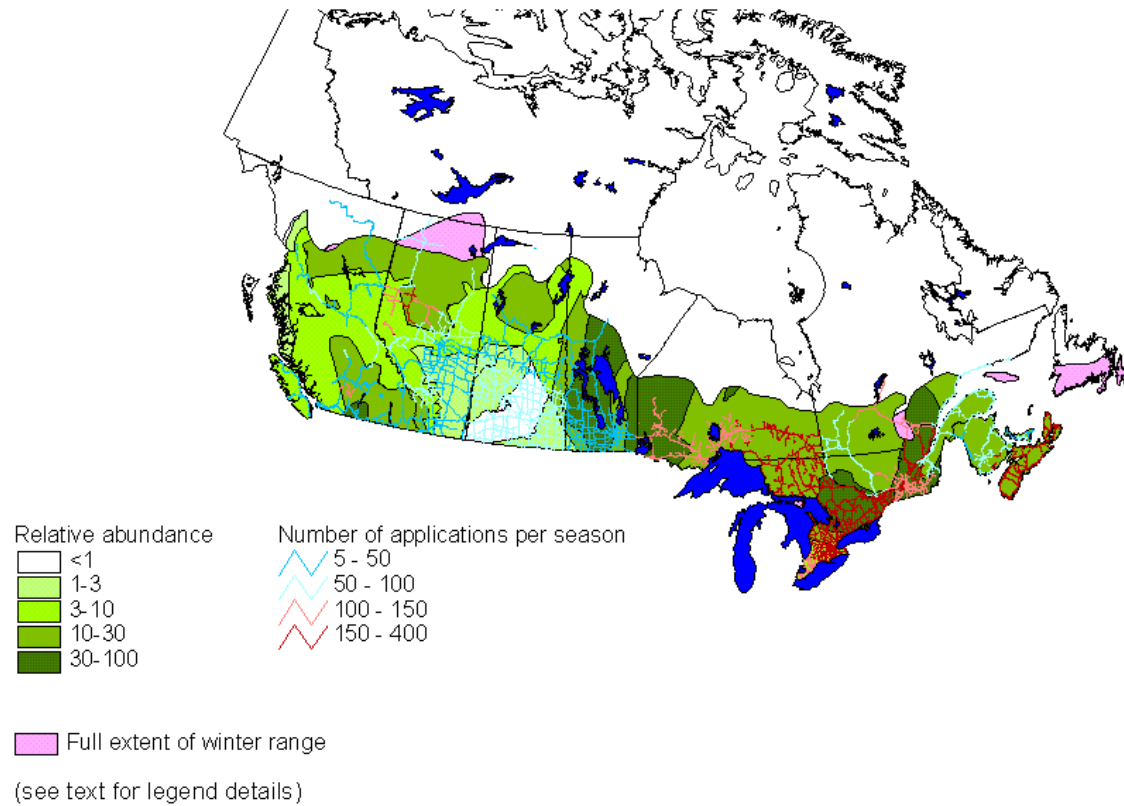 Relative abundance
<1
1-3
3-10
10-30
30-100
Number of applications per season
5 - 50
50 - 100
100 - 150
150 - 400
Full extent of winter range
(see text for legend details)